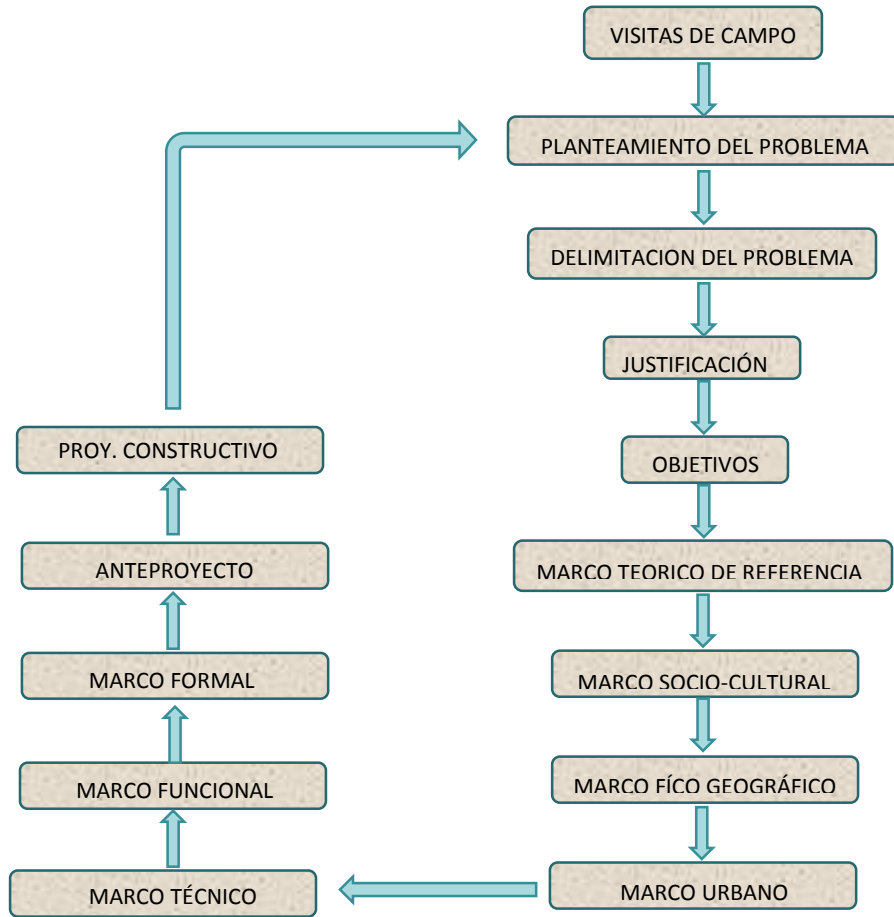 VISITAS DE CAMPO
PLANTEAMIENTO DEL PROBLEMA
DELIMITACION DEL PROBLEMA
JUSTIFICACIÓN
OBJETIVOS
MARCO TEORICO DE REFERENCIA
MARCO SOCIO-CULTURAL
MARCO FÍCO GEOGRÁFICO
MARCO URBANO
MARCO TÉCNICO
MARCO FUNCIONAL
MARCO FORMAL
ANTEPROYECTO
PROY. CONSTRUCTIVO